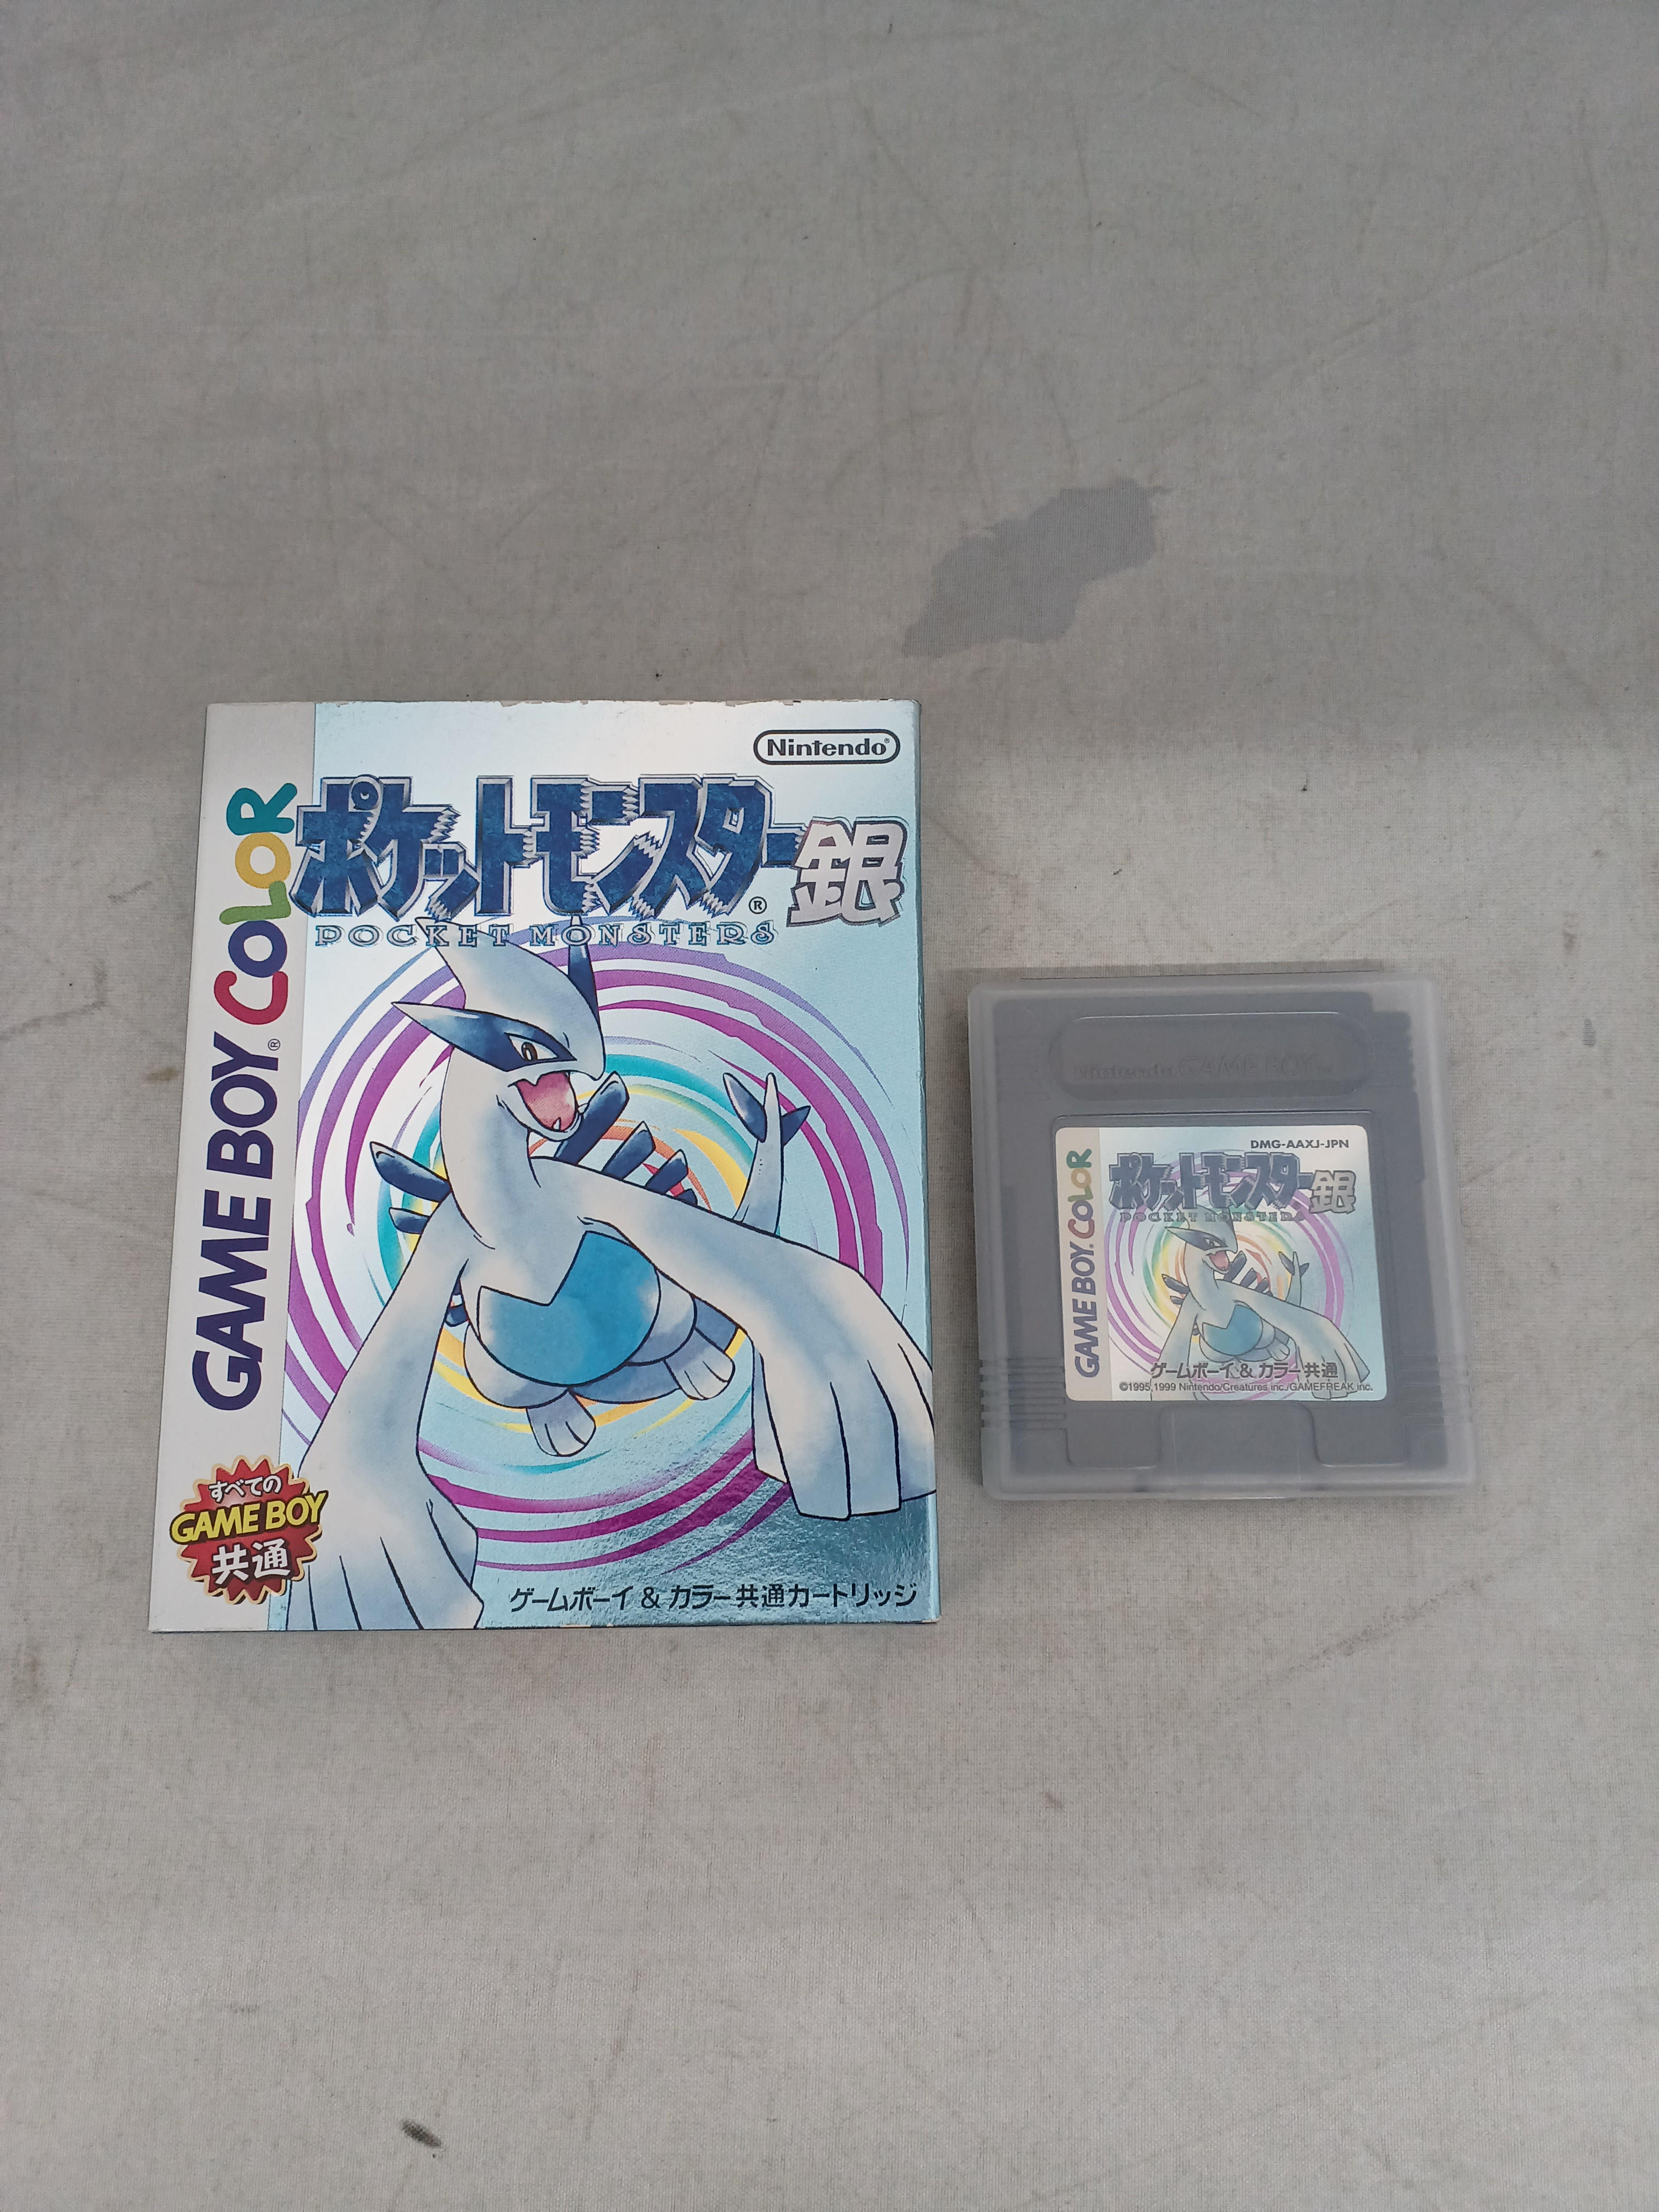 Nintendo®
ポケットモンスター®銀
POCKET MONSTERS
GAME BOY® COLOR
すべての
GAME BOY
共通
ゲームボーイ & カラー共通カートリッジ
Nintendo GAME BOY
DMG-AAXJ-JPN
ポケットモンスター銀
POCKET MONSTERS
GAME BOY COLOR
ゲームボーイ & カラー共通
©1995,1999 Nintendo/Creatures inc./GAMEFREAK inc.